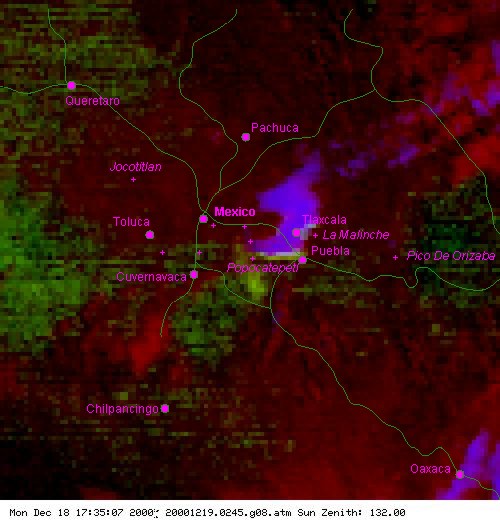 Queretaro
Pachuca
Jocotitlan
Mexico
Toluca
Tlaxcala
La Malinche
Puebla
Pico De Orizaba
Popocatepetl
Cuvernavaca
Chilpancingo
Oaxaca
Mon Dec 18 17:35:07 2000; 20001219.0245.g08.atm Sun Zenith: 132.00